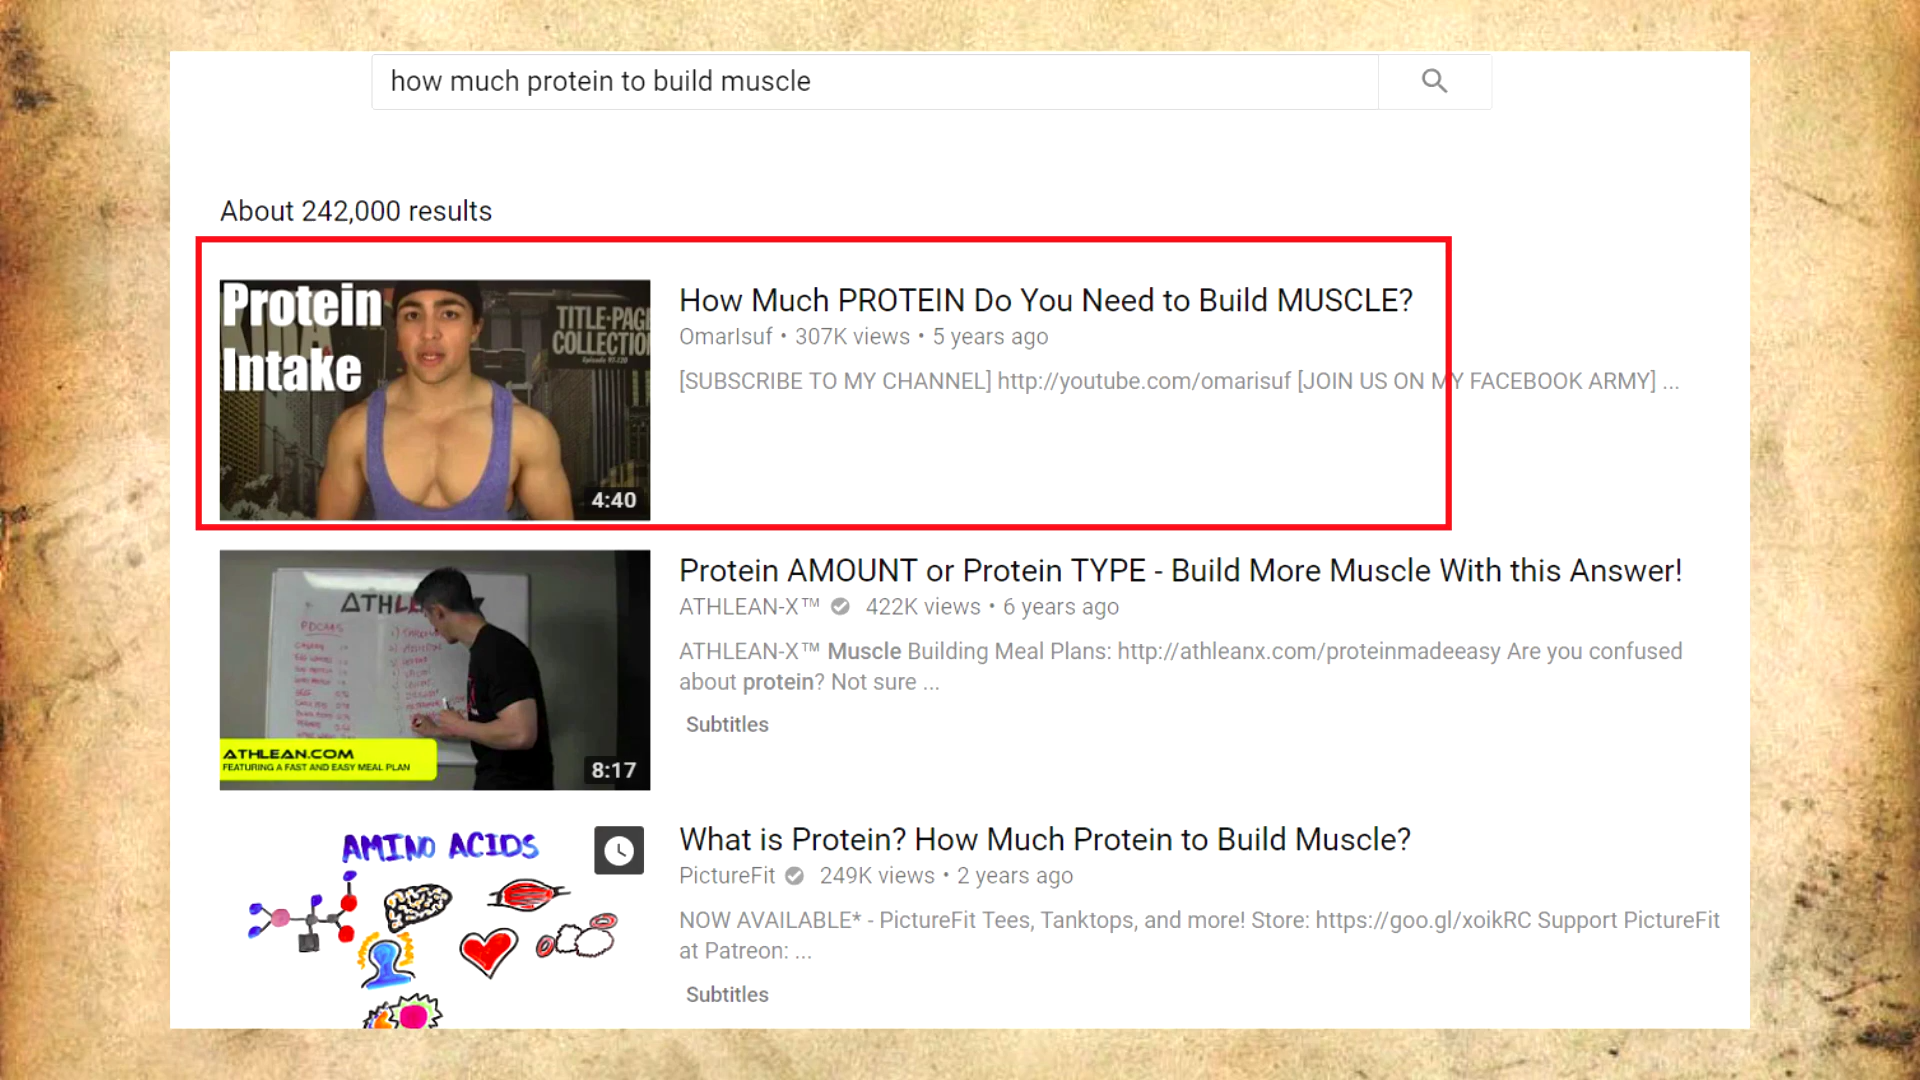 how much protein to build muscle
About 242,000 results
Protein
Intake
TITLE-PAG
COLLECTIO
4:40
How Much PROTEIN Do You Need to Build MUSCLE?
OmarIsuf • 307K views • 5 years ago
[SUBSCRIBE TO MY CHANNEL] http://youtube.com/omarisuf [JOIN US ON MY FACEBOOK ARMY] ...
ATHLE X
PDCAAS
ATHLEAN.COM
FEATURING A FAST AND EASY MEAL PLAN
8:17
Protein AMOUNT or Protein TYPE - Build More Muscle With this Answer!
ATHLEAN-X™ 422K views • 6 years ago
ATHLEAN-X™ Muscle Building Meal Plans: http://athleanx.com/proteinmadeeasy Are you confused
about protein? Not sure ...
Subtitles
AMINO ACIDS
What is Protein? How Much Protein to Build Muscle?
PictureFit 249K views • 2 years ago
NOW AVAILABLE* - PictureFit Tees, Tanktops, and more! Store: https://goo.gl/xoikRC Support PictureFit
at Patreon: ...
Subtitles